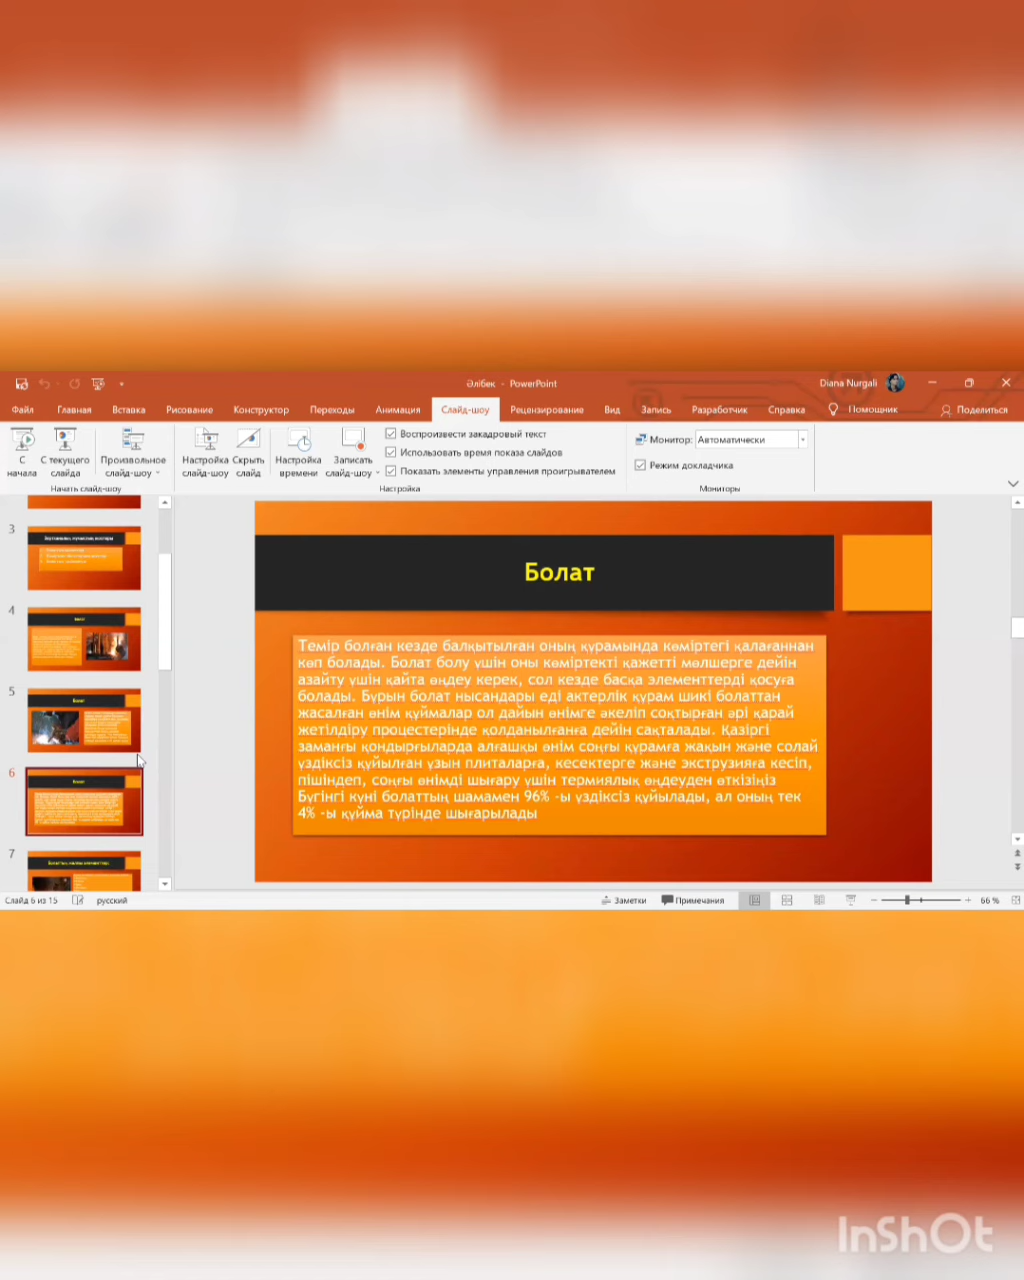 Әлібек - PowerPoint
Diana Nurgali
Файл Главная Вставка Рисование Конструктор Переходы Анимация Слайд-шоу Рецензирование Вид Запись Разработчик Справка Помощник Поделиться
С начала
С текущего слайда
Произвольное слайд-шоу
Начать слайд-шоу
Настройка слайд-шоу
Скрыть слайд
Настройка времени
Записать слайд-шоу
Воспроизвести закадровый текст
Использовать время показа слайдов
Показать элементы управления проигрывателем
Настройка
Монитор: Автоматически
Режим докладчика
Мониторы
3
4
5
6
7
Болат
Темір болған кезде балқытылған оның құрамында көміртегі қалағаннан
көп болады. Болат болу үшін оны көміртекті қажетті мөлшерге дейін
азайту үшін қайта өңдеу керек, сол кезде басқа элементтерді қосуға
болады. Бұрын болат нысандары еді актерлік құрам шикі болаттан
жасалған өнім құймалар ол дайын өнімге әкеліп соқтырған әрі қарай
жетілдіру процестерінде қолданылғанға дейін сақталады. Қазіргі
заманғы қондырғыларда алғашқы өнім соңғы құрамға жақын және солай
үздіксіз құйылған ұзын плиталарға, кесектерге және экструзияға кесіп,
пішіндеп, соңғы өнімді шығару үшін термиялық өңдеуден өткізіңіз
Бүгінгі күні болаттың шамамен 96% -ы үздіксіз құйылады, ал оның тек
4% -ы құйма түрінде шығарылады
Слайд 6 из 15 русский Заметки Примечания 66 %
InShOt